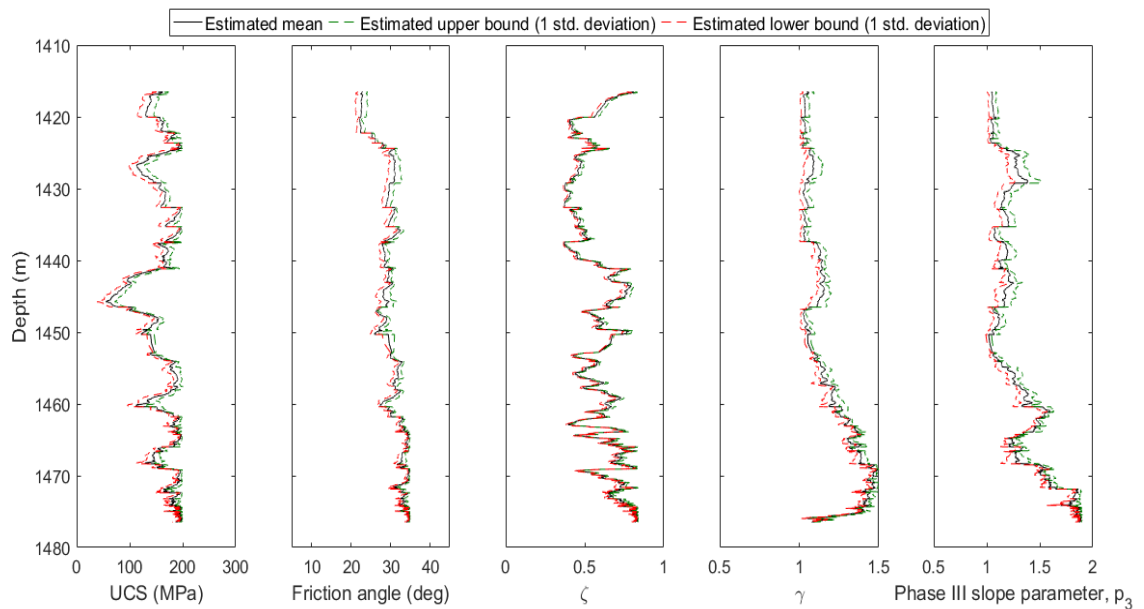 Estimated mean Estimated upper bound (1 std. deviation) Estimated lower bound (1 std. deviation)
Depth (m)
1410
1420
1430
1440
1450
1460
1470
1480
0 100 200 300
10 20 30 40
0 0.5 1
0.5 1 1.5
0.5 1 1.5 2
UCS (MPa) Friction angle (deg) ζ γ Phase III slope parameter, p₃